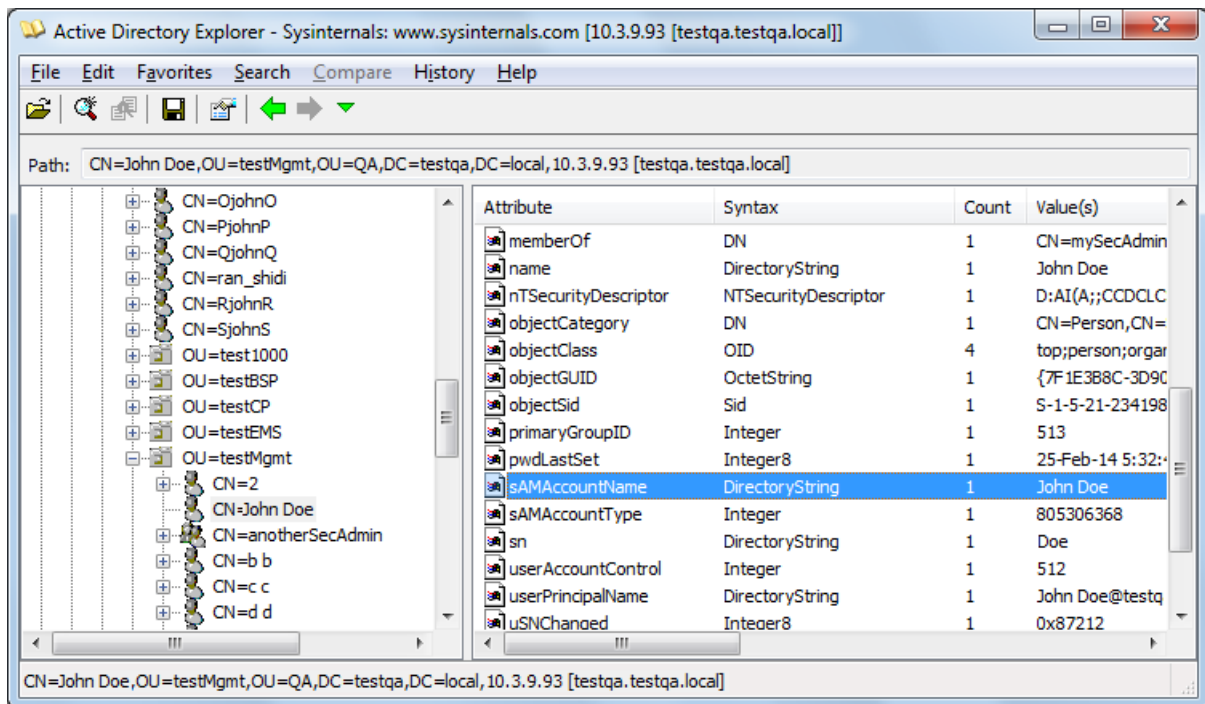 Active Directory Explorer - Sysinternals: www.sysinternals.com [10.3.9.93 [testqa.testqa.local]]
File Edit Favorites Search Compare History Help
Path: CN=John Doe,OU=testMgmt,OU=QA,DC=testqa,DC=local,10.3.9.93 [testqa.testqa.local]
CN=OjohnO
CN=PjohnP
CN=QjohnQ
CN=ran_shidi
CN=RjohnR
CN=SjohnS
OU=test1000
OU=testBSP
OU=testCP
OU=testEMS
OU=testMgmt
CN=2
CN=John Doe
CN=anotherSecAdmin
CN=b b
CN=c c
CN=d d
Attribute Syntax Count Value(s)
memberOf DN 1 CN=mySecAdmin
name DirectoryString 1 John Doe
nTSecurityDescriptor NTSecurityDescriptor 1 D:AI(A;;CCDCLC
objectCategory DN 1 CN=Person,CN=
objectClass OID 4 top;person;organ
objectGUID OctetString 1 {7F1E3B8C-3D90
objectSid Sid 1 S-1-5-21-234198
primaryGroupID Integer 1 513
pwdLastSet Integer8 1 25-Feb-14 5:32:
sAMAccountName DirectoryString 1 John Doe
sAMAccountType Integer 1 805306368
sn DirectoryString 1 Doe
userAccountControl Integer 1 512
userPrincipalName DirectoryString 1 John Doe@testq
uSNChanged Integer8 1 0x87212
CN=John Doe,OU=testMgmt,OU=QA,DC=testqa,DC=local,10.3.9.93 [testqa.testqa.local]